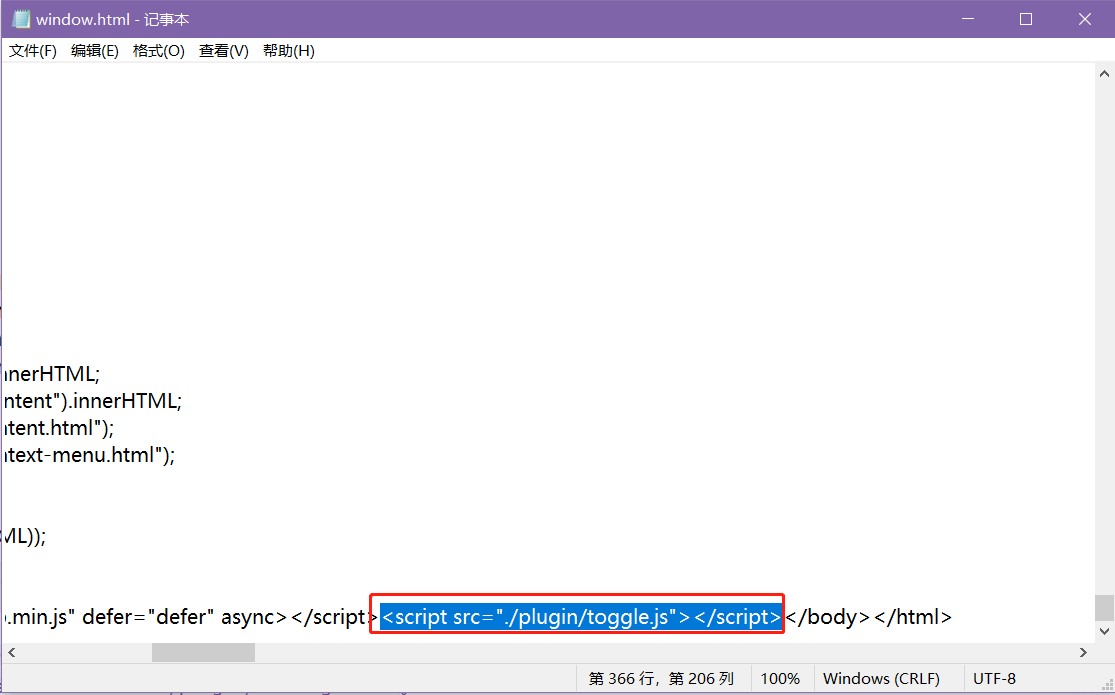 window.html - 记事本
文件(F) 编辑(E) 格式(O) 查看(V) 帮助(H)
nnerHTML;
ntent").innerHTML;
ntent.html");
ntext-menu.html");
ML));
.min.js" defer="defer" async></script><script src="./plugin/toggle.js"></script></body></html>
第 366 行，第 206 列 100% Windows (CRLF) UTF-8